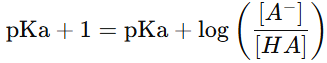 pKa + 1 = pKa + log ( [A⁻] / [HA] )